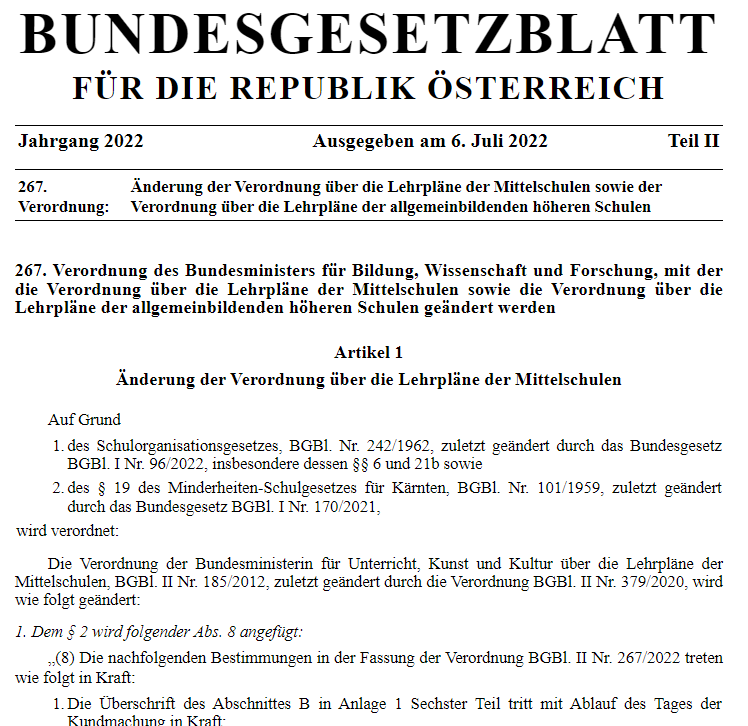 BUNDESGESETZBLATT
FÜR DIE REPUBLIK ÖSTERREICH
Jahrgang 2022 Ausgegeben am 6. Juli 2022 Teil II
267. Änderung der Verordnung über die Lehrpläne der Mittelschulen sowie der
Verordnung: Verordnung über die Lehrpläne der allgemeinbildenden höheren Schulen
267. Verordnung des Bundesministers für Bildung, Wissenschaft und Forschung, mit der
die Verordnung über die Lehrpläne der Mittelschulen sowie die Verordnung über die
Lehrpläne der allgemeinbildenden höheren Schulen geändert werden
Artikel 1
Änderung der Verordnung über die Lehrpläne der Mittelschulen
Auf Grund
1. des Schulorganisationsgesetzes, BGBl. Nr. 242/1962, zuletzt geändert durch das Bundesgesetz
BGBl. I Nr. 96/2022, insbesondere dessen §§ 6 und 21b sowie
2. des § 19 des Minderheiten-Schulgesetzes für Kärnten, BGBl. Nr. 101/1959, zuletzt geändert
durch das Bundesgesetz BGBl. I Nr. 170/2021,
wird verordnet:
Die Verordnung der Bundesministerin für Unterricht, Kunst und Kultur über die Lehrpläne der
Mittelschulen, BGBl. II Nr. 185/2012, zuletzt geändert durch die Verordnung BGBl. II Nr. 379/2020, wird
wie folgt geändert:
1. Dem § 2 wird folgender Abs. 8 angefügt:
„(8) Die nachfolgenden Bestimmungen in der Fassung der Verordnung BGBl. II Nr. 267/2022 treten
wie folgt in Kraft:
1. Die Überschrift des Abschnittes B in Anlage 1 Sechster Teil tritt mit Ablauf des Tages der
Kundmachung in Kraft;